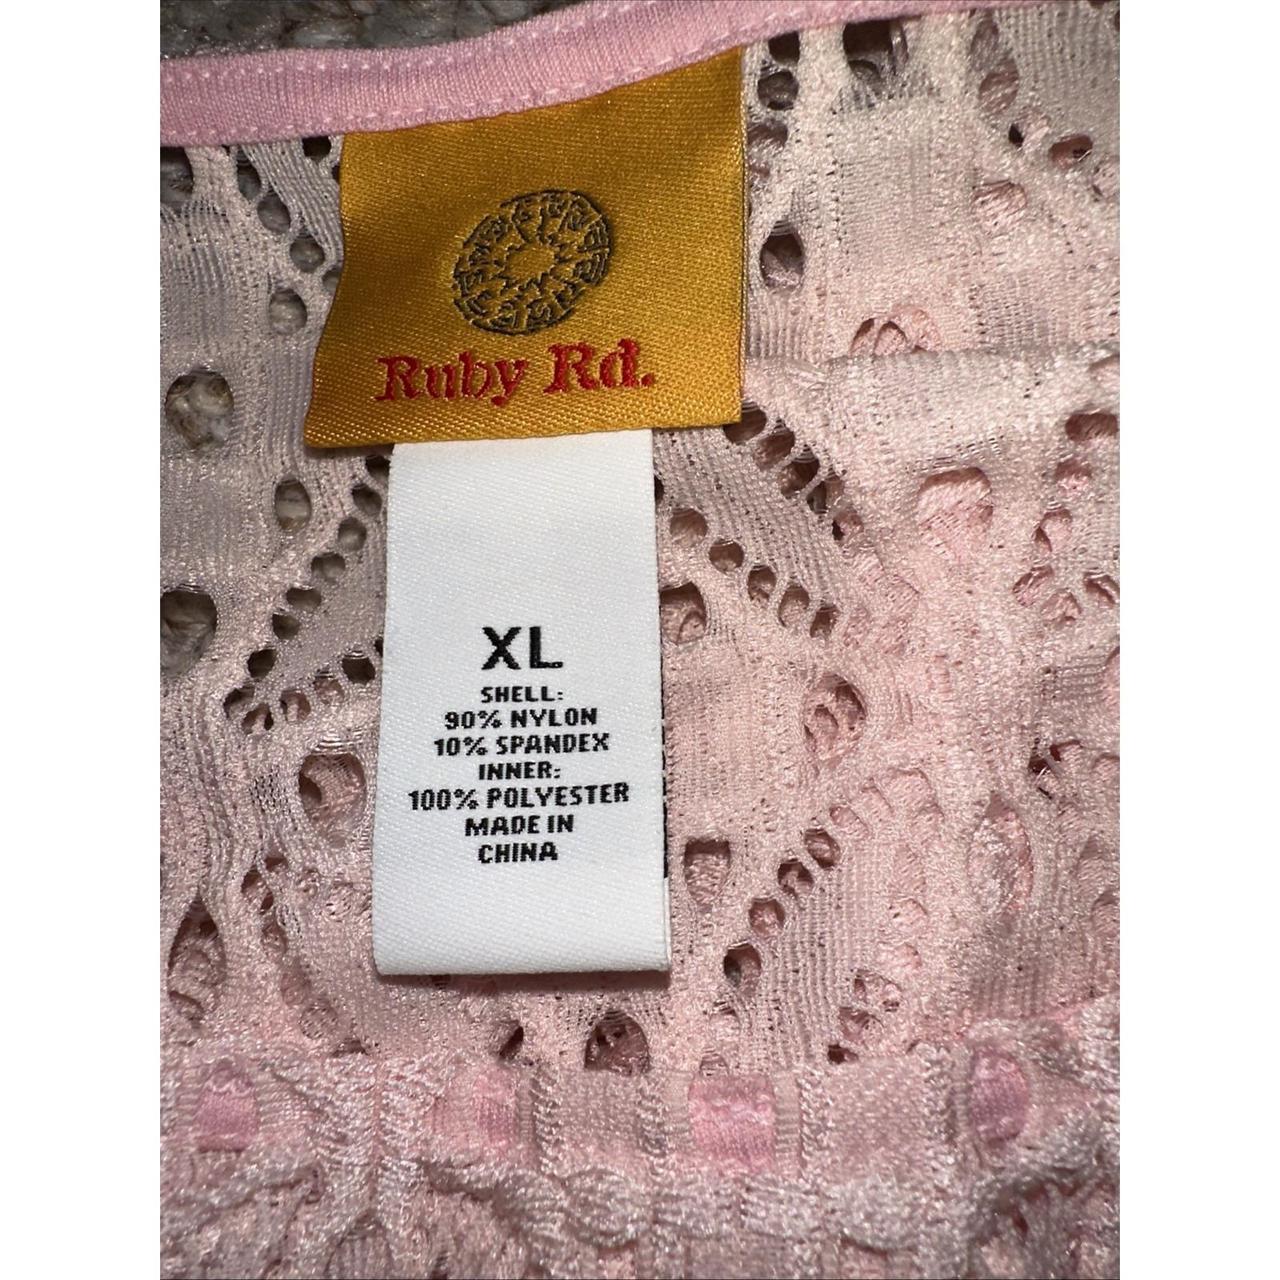 Ruby Rd.
XL
SHELL:
90% NYLON
10% SPANDEX
INNER:
100% POLYESTER
MADE IN
CHINA